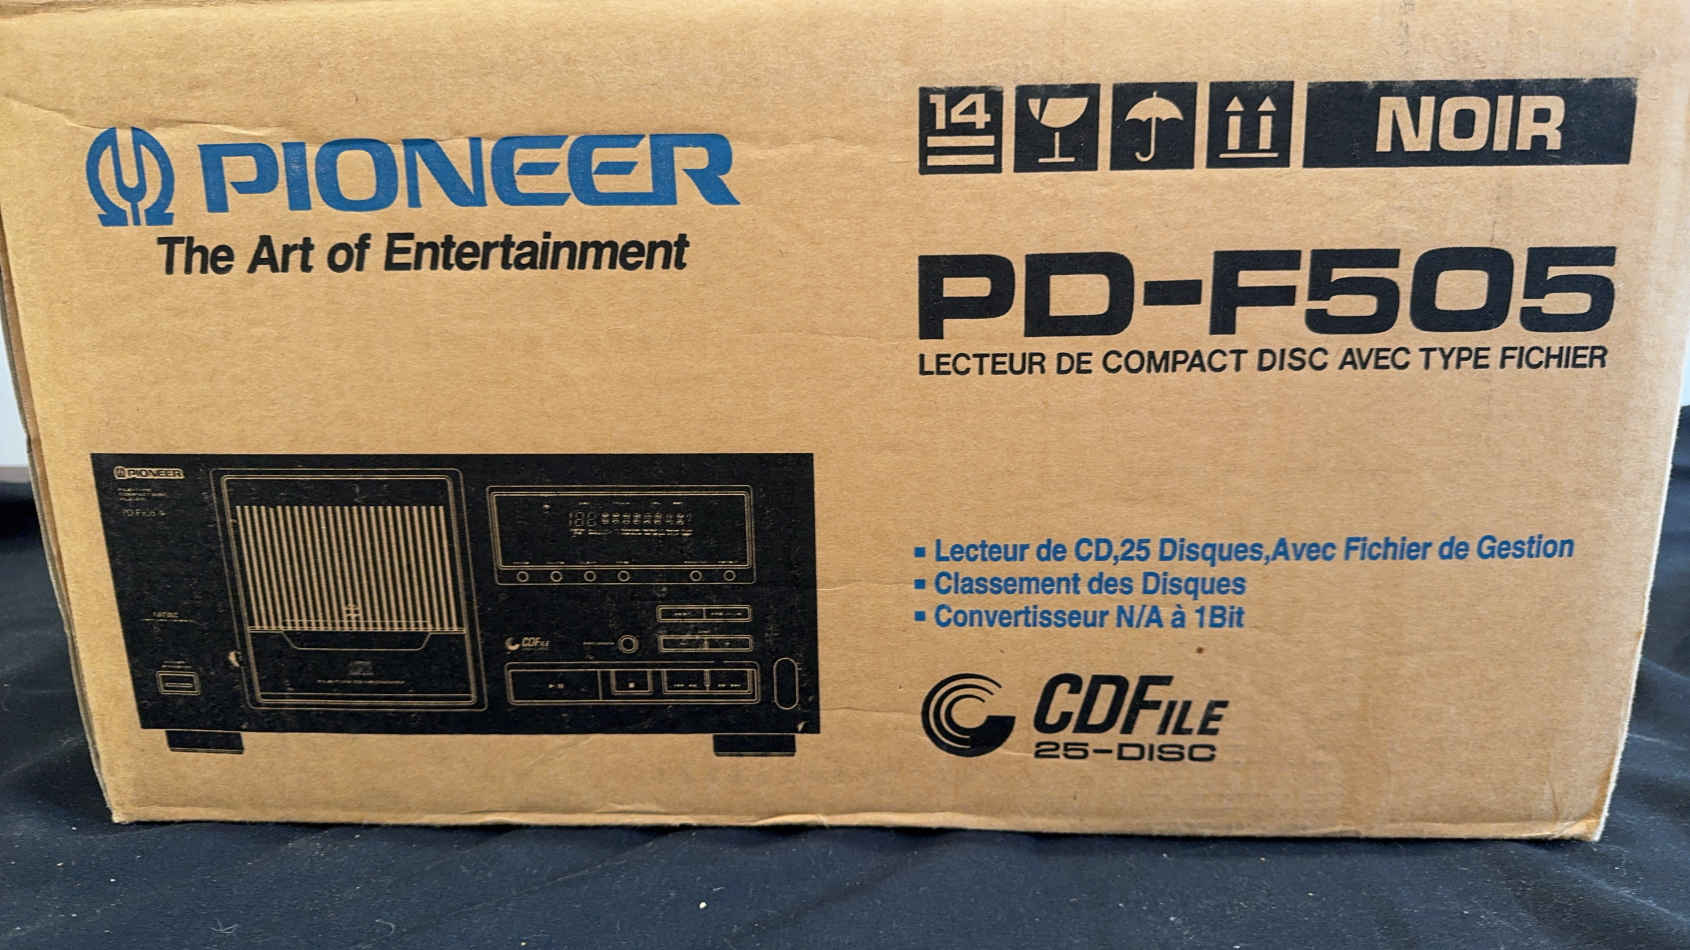 PIONEER
The Art of Entertainment
14
NOIR
PD-F505
LECTEUR DE COMPACT DISC AVEC TYPE FICHIER
PIONEER
CDFILE
▪ Lecteur de CD,25 Disques,Avec Fichier de Gestion
▪ Classement des Disques
▪ Convertisseur N/A à 1Bit
CDFILE
25-DISC